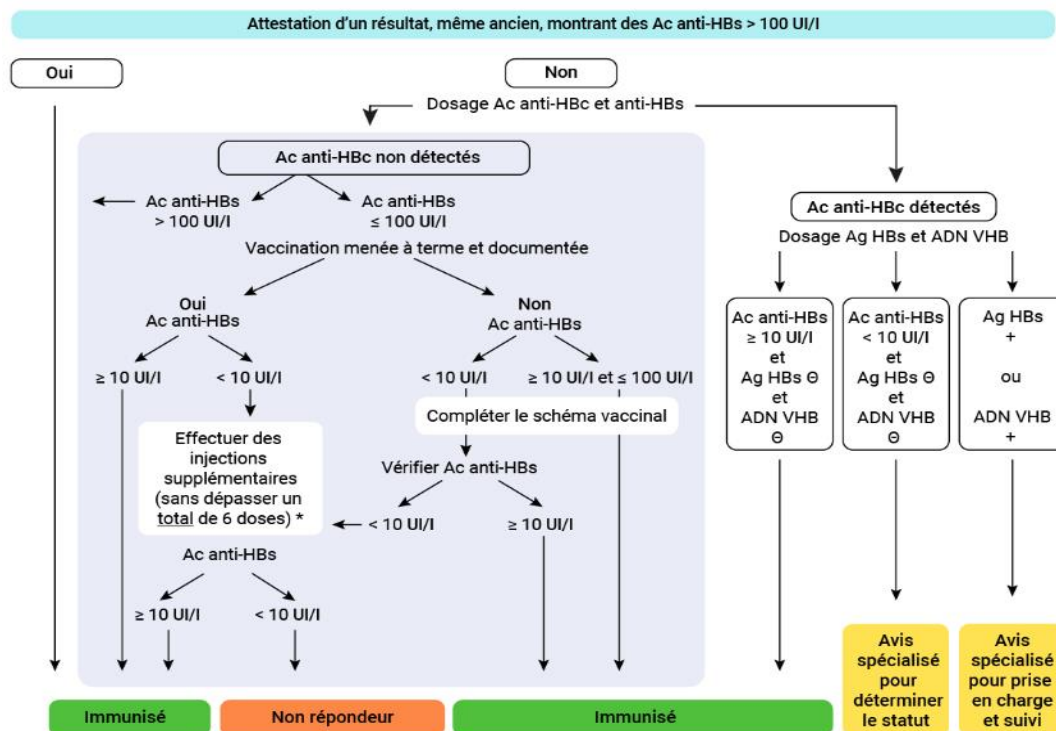 Attestation d'un résultat, même ancien, montrant des Ac anti-HBs > 100 UI/l
Oui
Non
Dosage Ac anti-HBc et anti-HBs
Ac anti-HBc non détectés
Ac anti-HBs
> 100 UI/l
Ac anti-HBs
≤ 100 UI/l
Vaccination menée à terme et documentée
Oui
Ac anti-HBs
Non
Ac anti-HBs
≥ 10 UI/l
< 10 UI/l
< 10 UI/l
≥ 10 UI/l et ≤ 100 UI/l
Compléter le schéma vaccinal
Effectuer des
injections
supplémentaires
(sans dépasser un
total de 6 doses) *
Vérifier Ac anti-HBs
< 10 UI/l
≥ 10 UI/l
Ac anti-HBs
≥ 10 UI/l
< 10 UI/l
Ac anti-HBc détectés
Dosage Ag HBs et ADN VHB
Ac anti-HBs
≥ 10 UI/l
et
Ag HBs Θ
et
ADN VHB
Θ
Ac anti-HBs
< 10 UI/l
et
Ag HBs Θ
et
ADN VHB
Θ
Ag HBs
+
ou
ADN VHB
+
Immunisé
Non répondeur
Immunisé
Avis
spécialisé
pour
déterminer
le statut
Avis
spécialisé
pour prise
en charge
et suivi